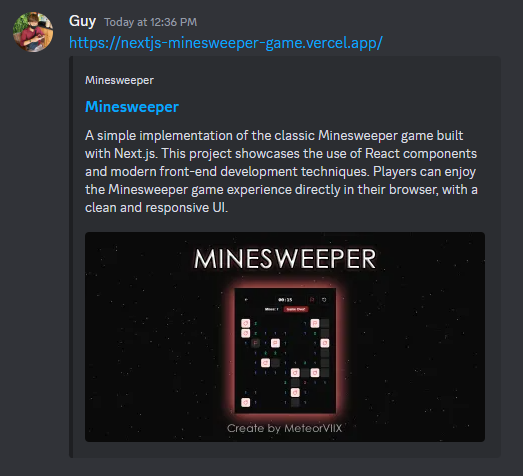 Guy Today at 12:36 PM
https://nextjs-minesweeper-game.vercel.app/
Minesweeper
Minesweeper
A simple implementation of the classic Minesweeper game built
with Next.js. This project showcases the use of React components
and modern front-end development techniques. Players can enjoy
the Minesweeper game experience directly in their browser, with a
clean and responsive UI.
MINESWEEPER
00:15
Mines: 1 Game Over!
Create by MeteorVIIX